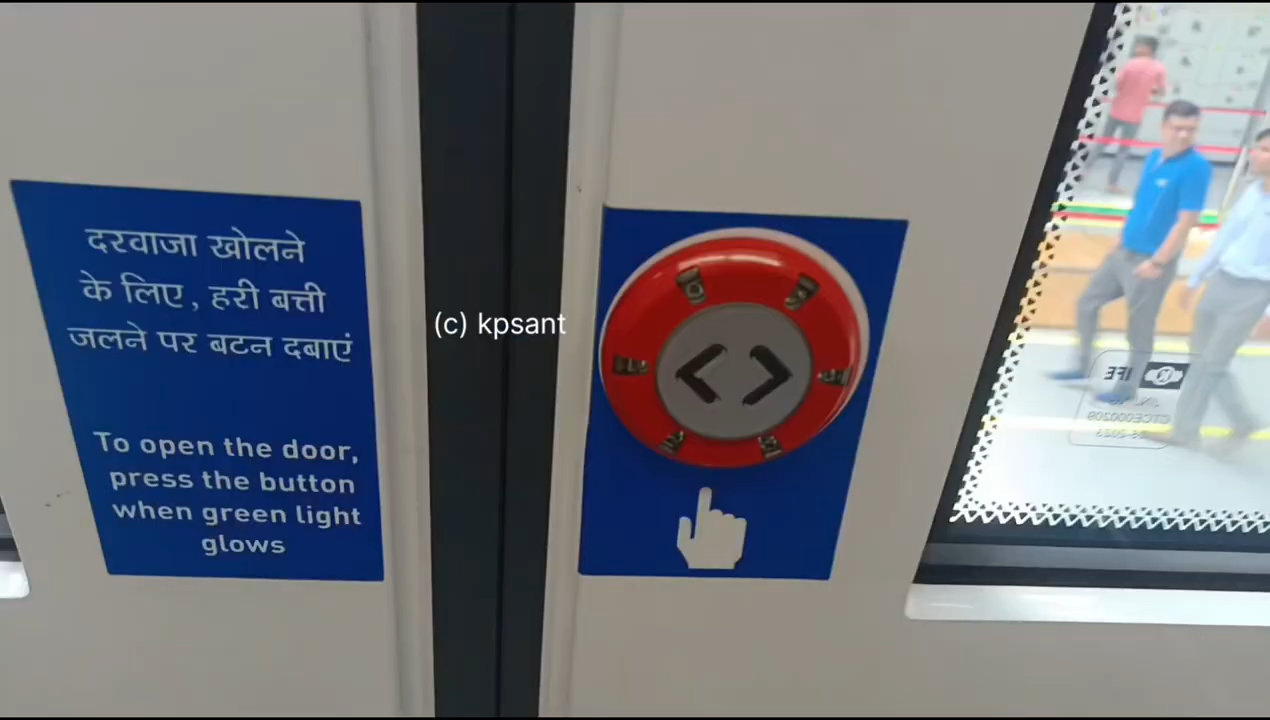 दरवाजा खोलने
के लिए, हरी बत्ती
जलने पर बटन दबाएं
To open the door,
press the button
when green light
glows
(c) kpsant
IFE